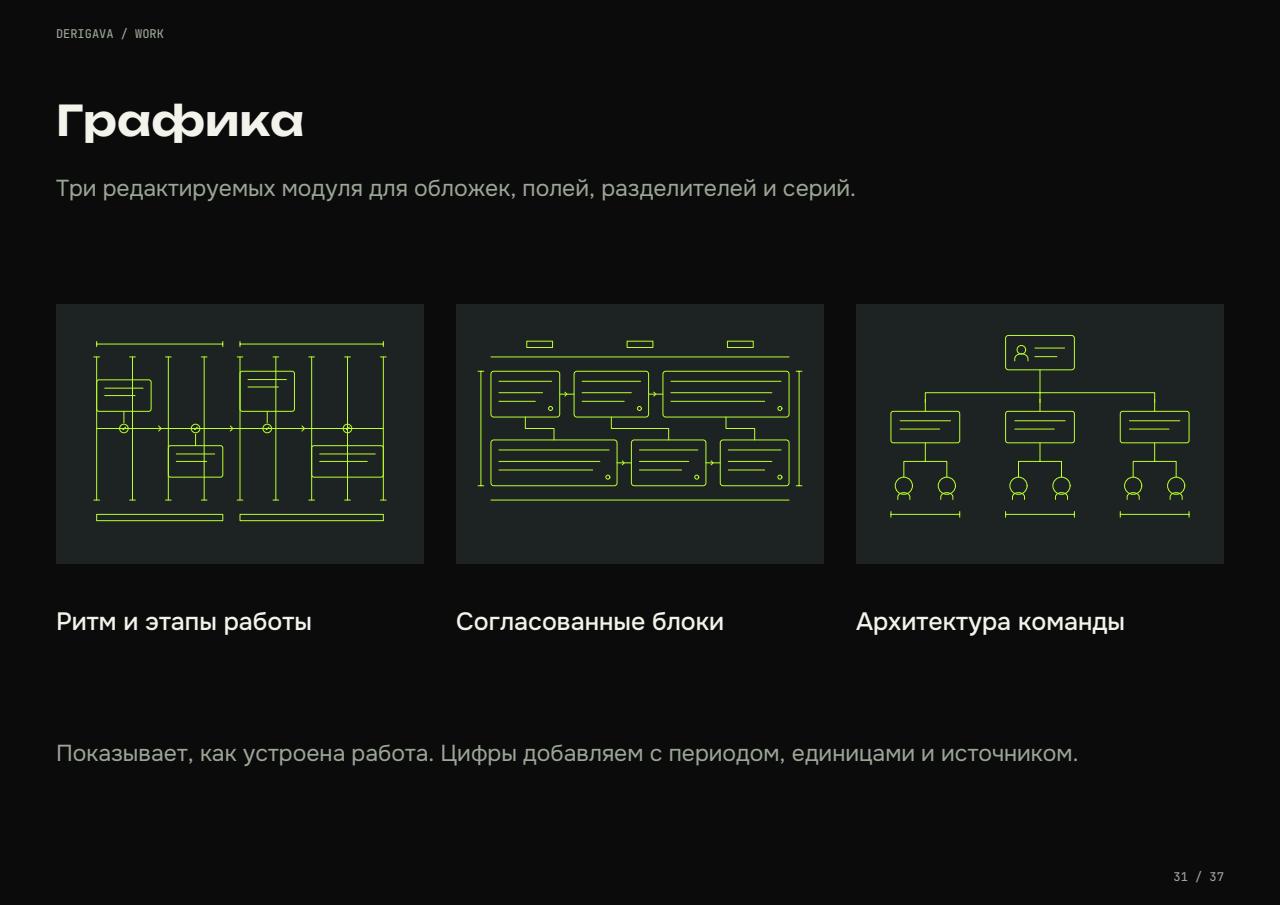 DERIGAVA / WORK
Графика
Три редактируемых модуля для обложек, полей, разделителей и серий.
Ритм и этапы работы
Согласованные блоки
Архитектура команды
Показывает, как устроена работа. Цифры добавляем с периодом, единицами и источником.
31 / 37